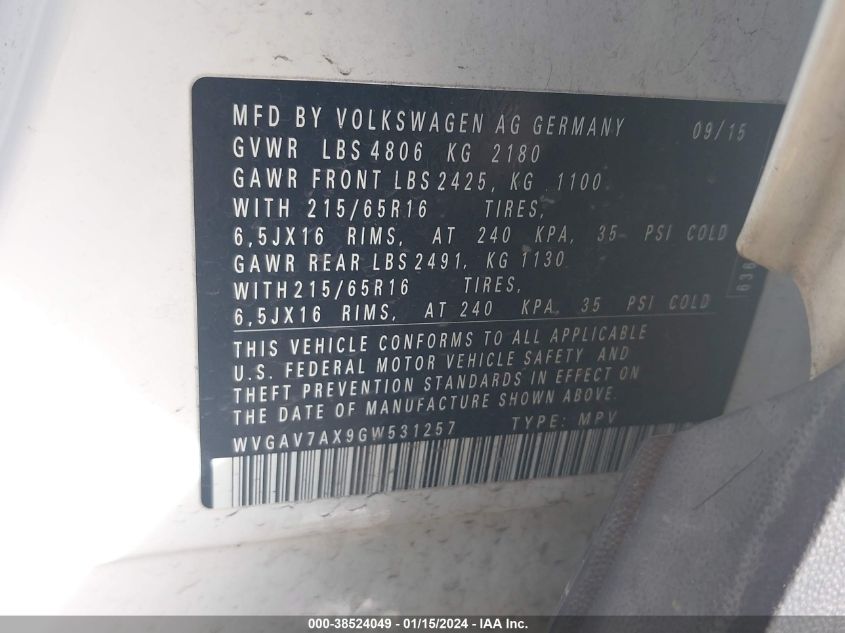 MFD BY VOLKSWAGEN AG GERMANY 09/15
GVWR LBS 4806 KG 2180
GAWR FRONT LBS 2425, KG 1100
WITH 215/65R16 TIRES,
6,5JX16 RIMS, AT 240 KPA, 35 PSI COLD
GAWR REAR LBS 2491, KG 1130
WITH215/65R16 TIRES,
6,5JX16 RIMS, AT 240 KPA, 35 PSI COLD
THIS VEHICLE CONFORMS TO ALL APPLICABLE
U.S. FEDERAL MOTOR VEHICLE SAFETY AND
THEFT PREVENTION STANDARDS IN EFFECT ON
THE DATE OF MANUFACTURE SHOWN ABOVE.
WVGAV7AX9GW531257 TYPE: MPV
000-38524049 - 01/15/2024 - IAA Inc.